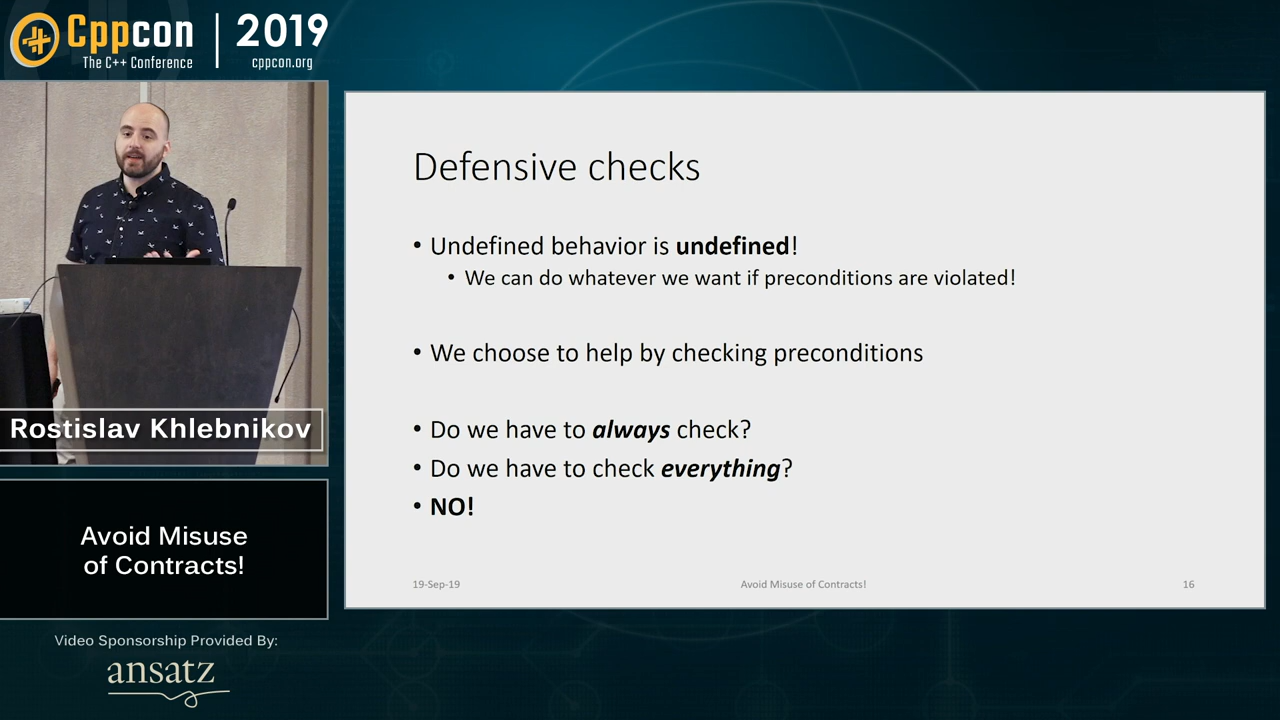 Cppcon
The C++ Conference
2019
cppcon.org
Rostislav Khlebnikov
Avoid Misuse
of Contracts!
Video Sponsorship Provided By:
ansatz
Defensive checks
• Undefined behavior is undefined!
• We can do whatever we want if preconditions are violated!
• We choose to help by checking preconditions
• Do we have to always check?
• Do we have to check everything?
• NO!
19-Sep-19
Avoid Misuse of Contracts!
16